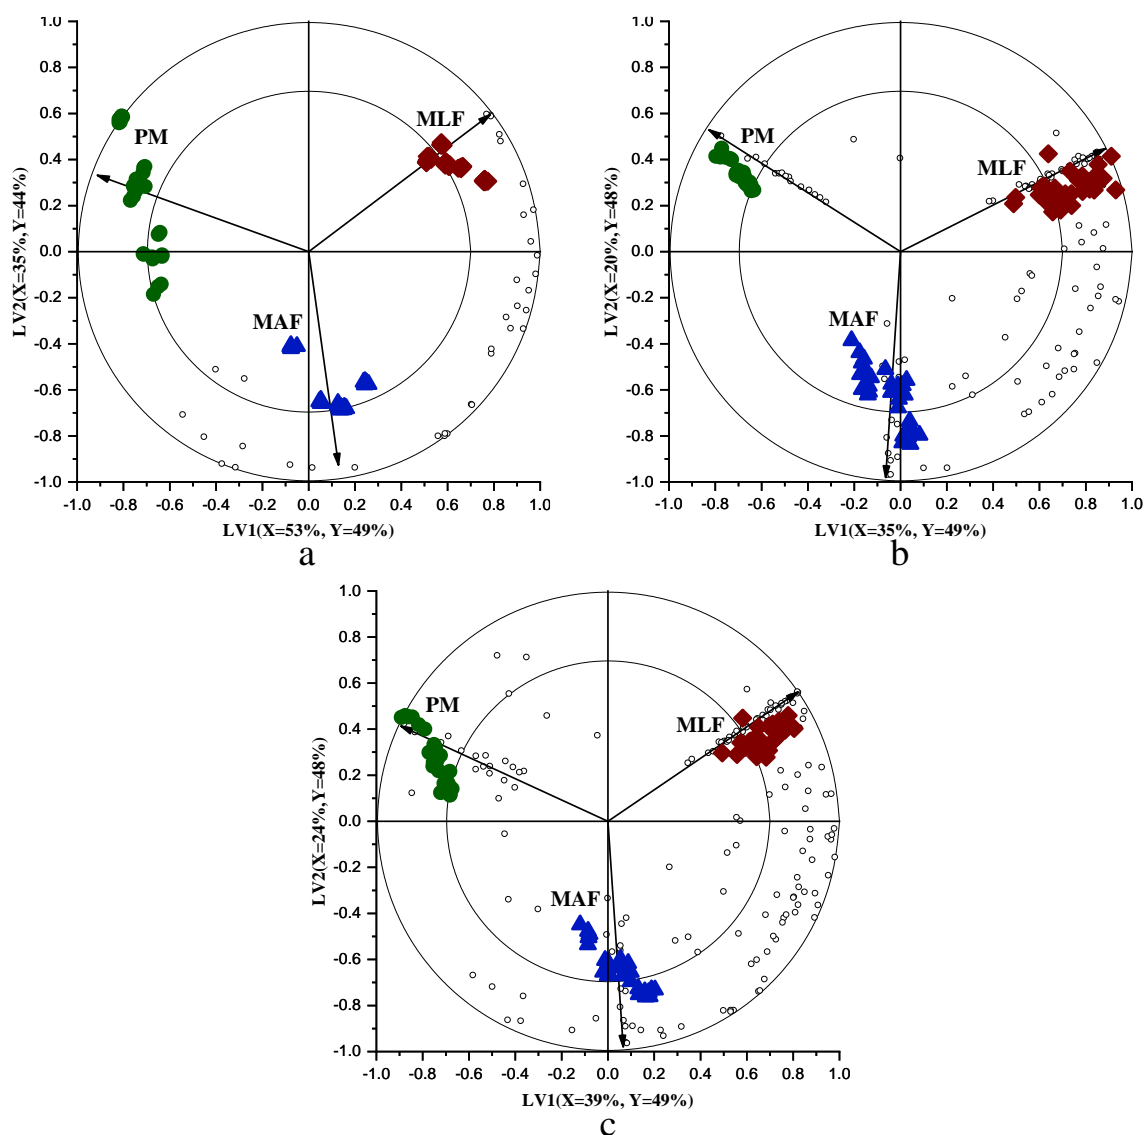 1.0
0.8
0.6
0.4
0.2
0.0
-0.2
-0.4
-0.6
-0.8
-1.0
LV2(X=35%,Y=44%)
PM
MLF
MAF
-1.0 -0.8 -0.6 -0.4 -0.2 0.0 0.2 0.4 0.6 0.8 1.0
LV1(X=53%, Y=49%)
a
1.0
0.8
0.6
0.4
0.2
0.0
-0.2
-0.4
-0.6
-0.8
-1.0
LV2(X=20%,Y=48%)
PM
MLF
MAF
-1.0 -0.8 -0.6 -0.4 -0.2 0.0 0.2 0.4 0.6 0.8 1.0
LV1(X=35%, Y=49%)
b
1.0
0.8
0.6
0.4
0.2
0.0
-0.2
-0.4
-0.6
-0.8
-1.0
LV2(X=24%,Y=48%)
PM
MLF
MAF
-1.0 -0.8 -0.6 -0.4 -0.2 0.0 0.2 0.4 0.6 0.8 1.0
LV1(X=39%, Y=49%)
c